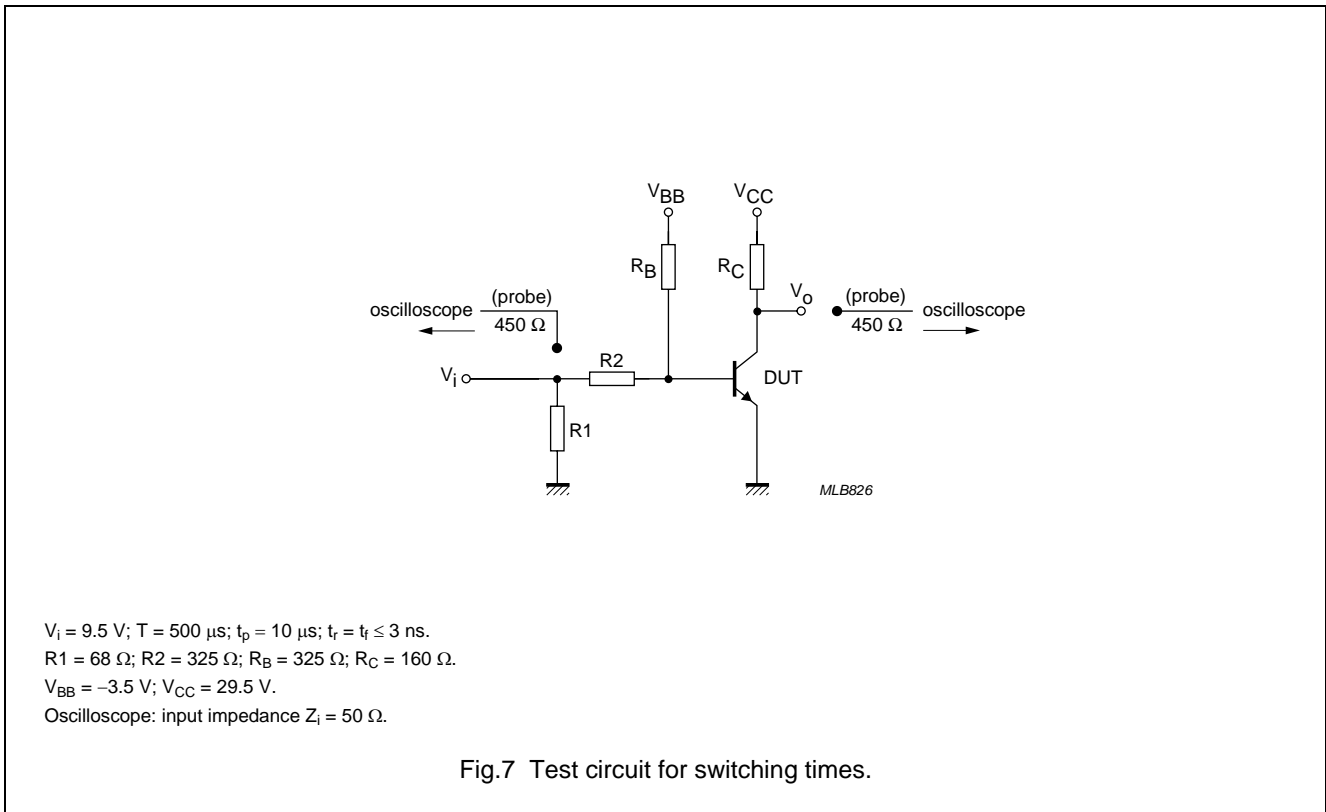 V_BB V_CC
R_B R_C
V_o
oscilloscope (probe) 450 Ω
(probe) 450 Ω oscilloscope
R2
V_i
DUT
R1
MLB826
V_i = 9.5 V; T = 500 μs; t_p = 10 μs; t_r = t_f ≤ 3 ns.
R1 = 68 Ω; R2 = 325 Ω; R_B = 325 Ω; R_C = 160 Ω.
V_BB = −3.5 V; V_CC = 29.5 V.
Oscilloscope: input impedance Z_i = 50 Ω.
Fig.7 Test circuit for switching times.